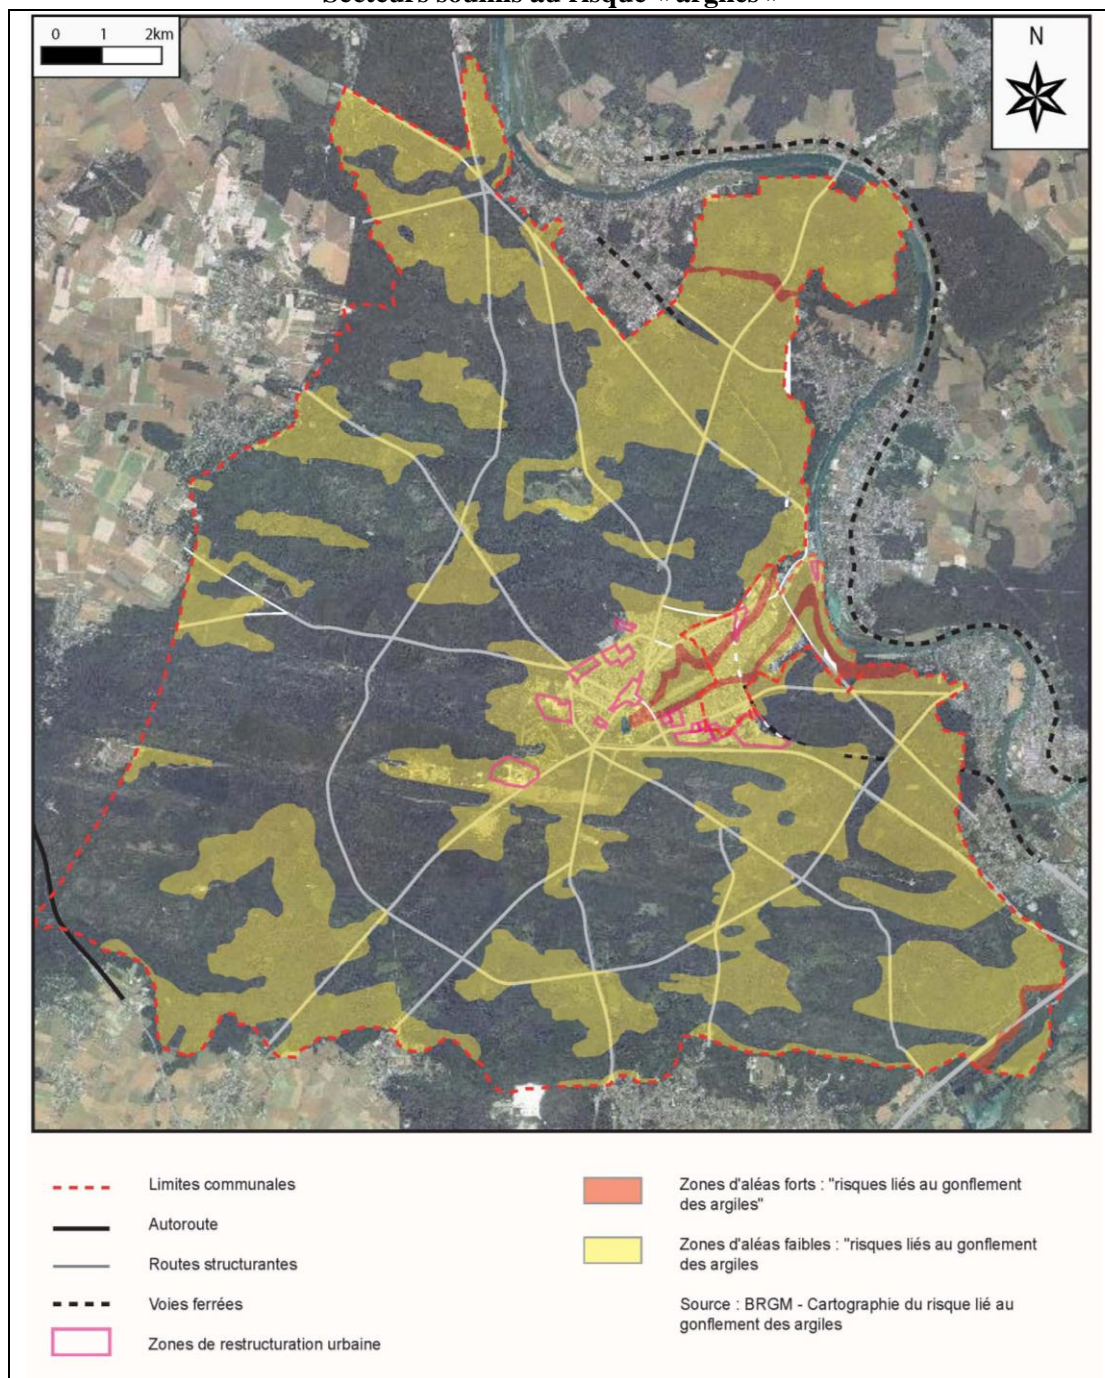 Secteurs soumis au risque « argiles »
0 1 2km
N
Limites communales
Autoroute
Routes structurantes
Voies ferrées
Zones de restructuration urbaine
Zones d'aléas forts : "risques liés au gonflement
des argiles"
Zones d'aléas faibles : "risques liés au gonflement
des argiles
Source : BRGM - Cartographie du risque lié au
gonflement des argiles